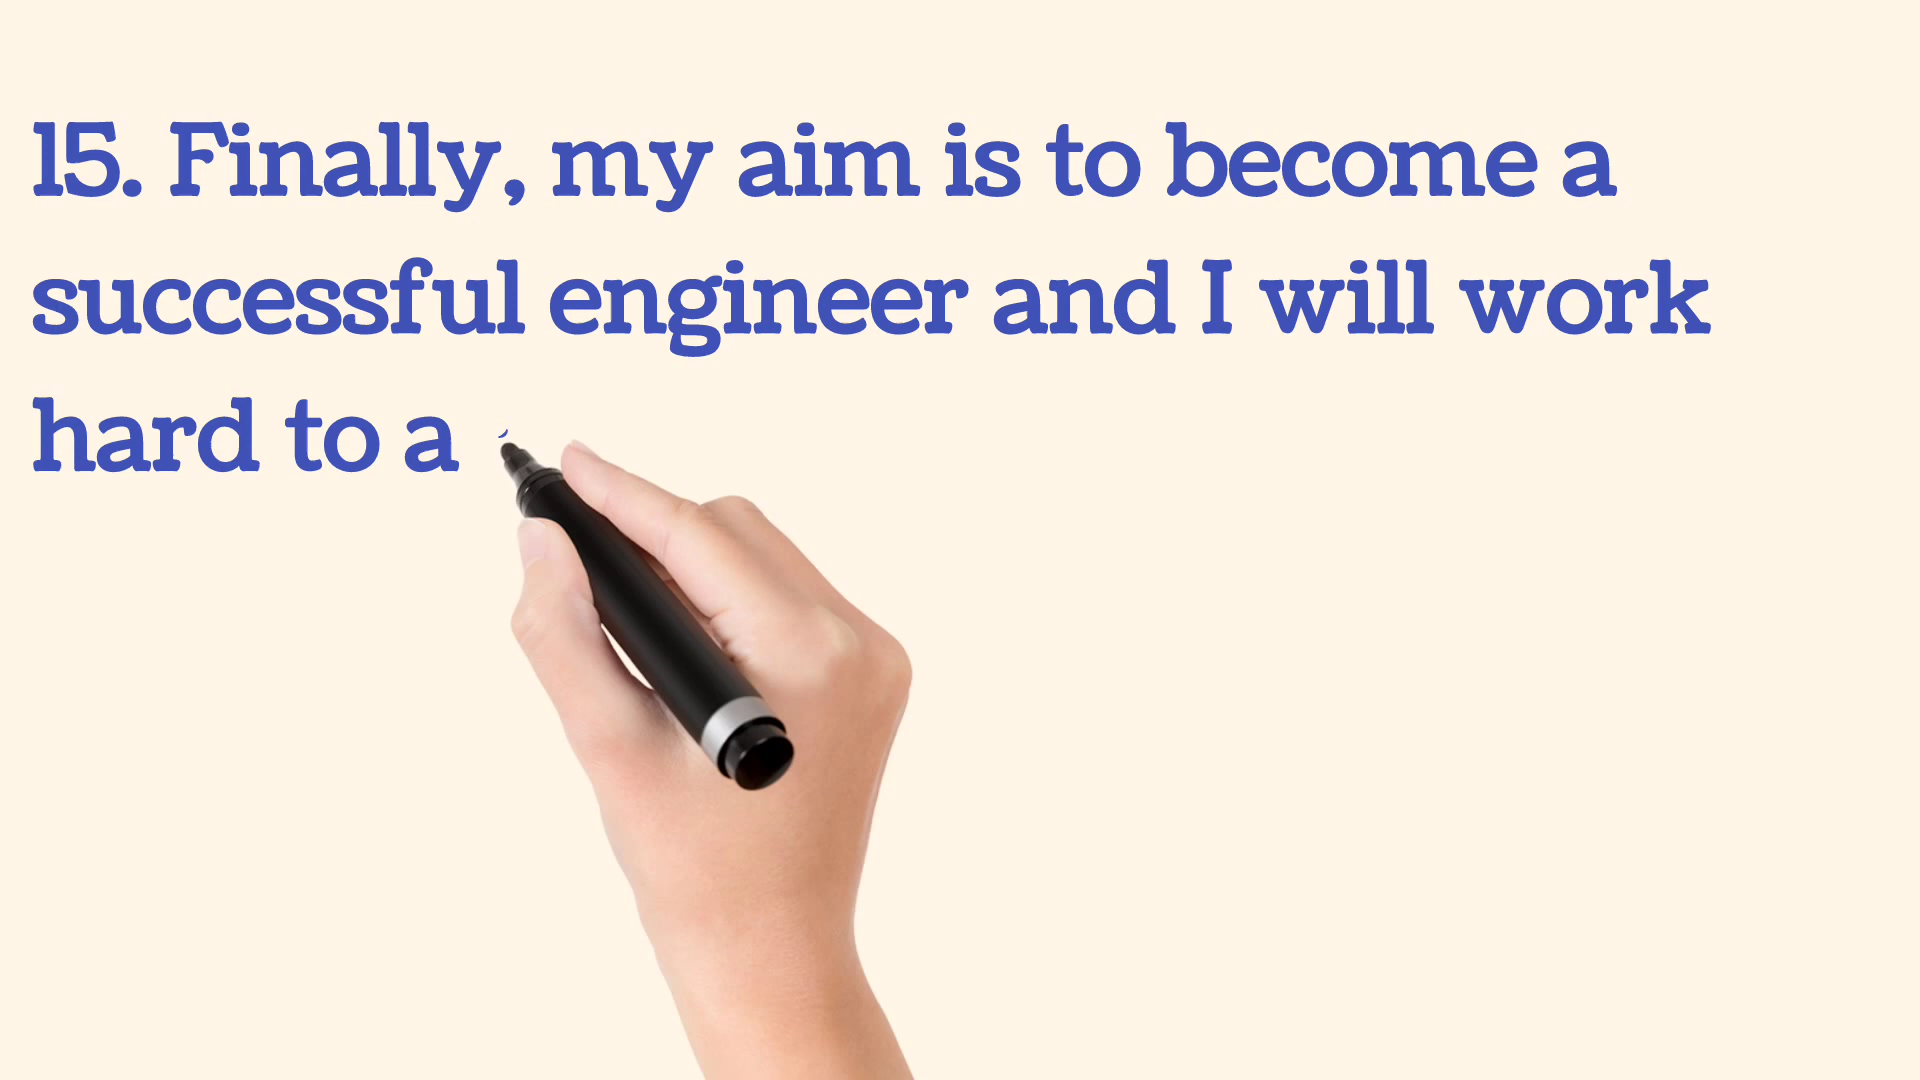 15. Finally, my aim is to become a
successful engineer and I will work
hard to a